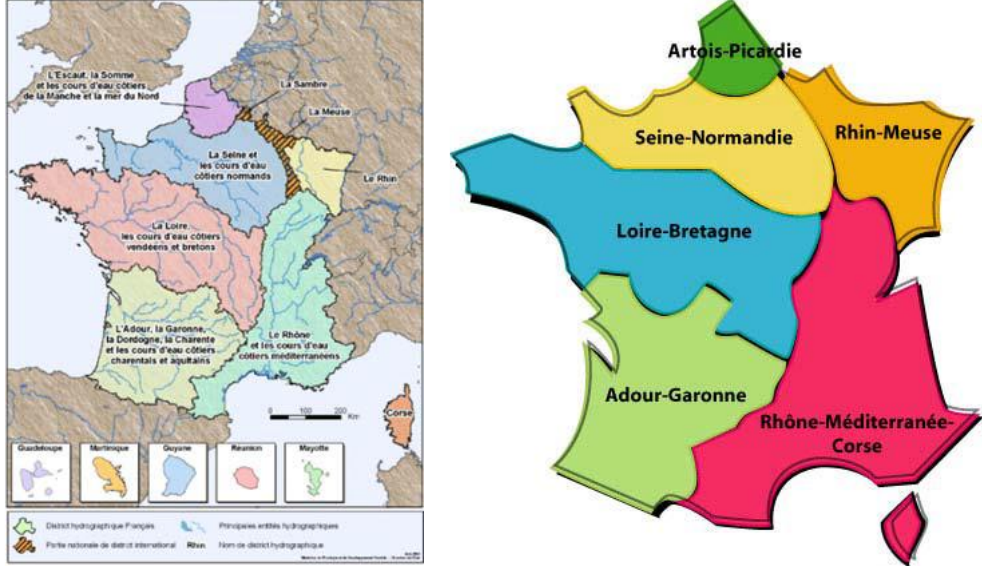 L'Escaut, la Somme
et les cours d'eau côtiers
de la Manche et la mer du Nord
La Sambre
La Meuse
La Seine et
les cours d'eau
côtiers normands
Le Rhin
La Loire,
les cours d'eau côtiers
vendéens et bretons
L'Adour, la Garonne,
la Dordogne, la Charente
et les cours d'eau côtiers
charentais et aquitains
Le Rhône
et les cours d'eau
côtiers méditerranéens
0 100 200
Km
Corse
Guadeloupe
Martinique
Guyane
Réunion
Mayotte
District hydrographique Français
Principales entités hydrographiques
Partie nationale de district international
Rhin Nom de district hydrographique
Artois-Picardie
Seine-Normandie
Rhin-Meuse
Loire-Bretagne
Adour-Garonne
Rhône-Méditerranée-
Corse